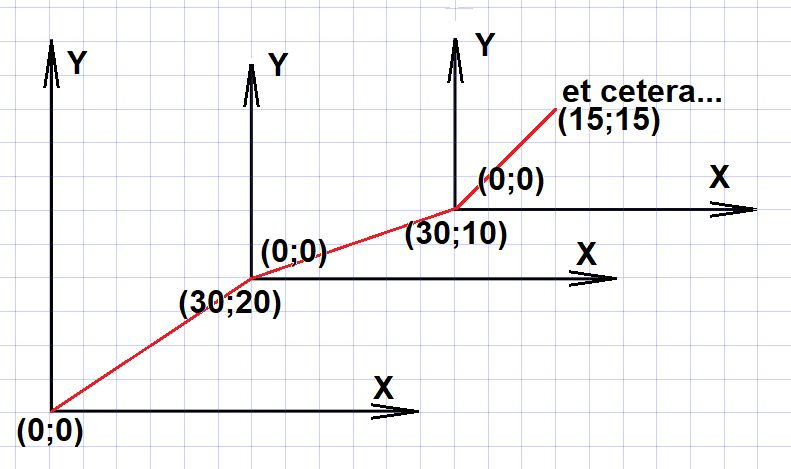 Y
Y
Y
et cetera...
(15;15)
(0;0)
X
(30;10)
(0;0)
X
(30;20)
X
(0;0)